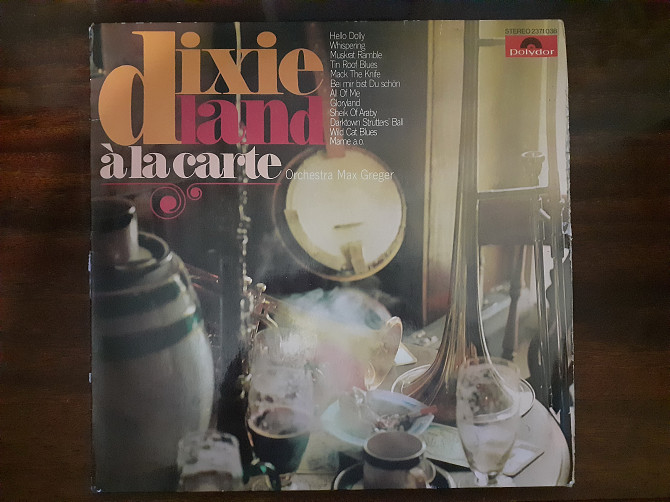 dixie
land
à la carte
Orchestra Max Greger
Hello Dolly
Whispering
Muskrat Ramble
Tin Roof Blues
Mack The Knife
Bei mir bist Du schön
All Of Me
Gloryland
Sheik Of Araby
Darktown Strutters' Ball
Wild Cat Blues
Mame a.o.
STEREO 2371 036
Polydor